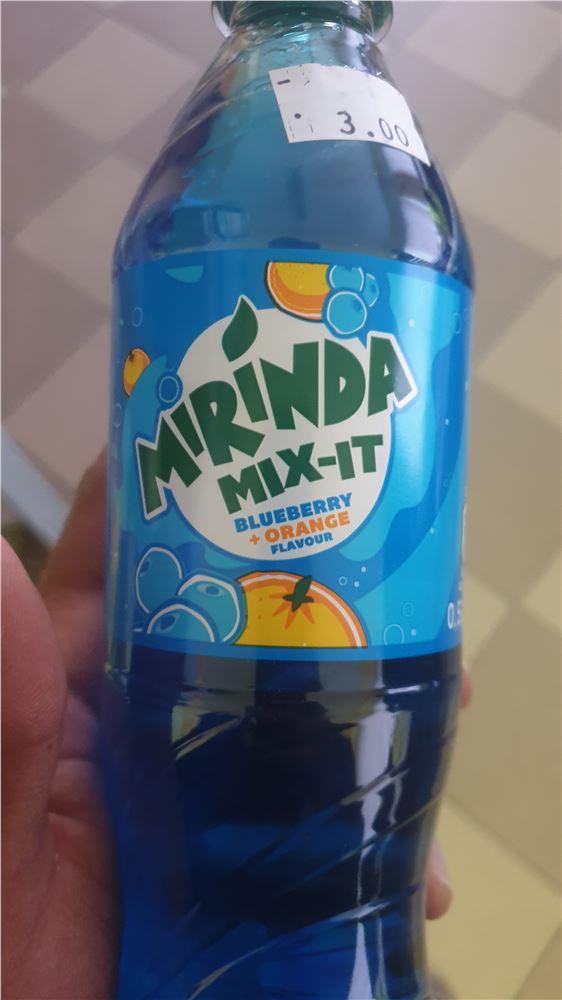 3.00
MIRINDA
MIX-IT
BLUEBERRY
+ ORANGE
FLAVOUR